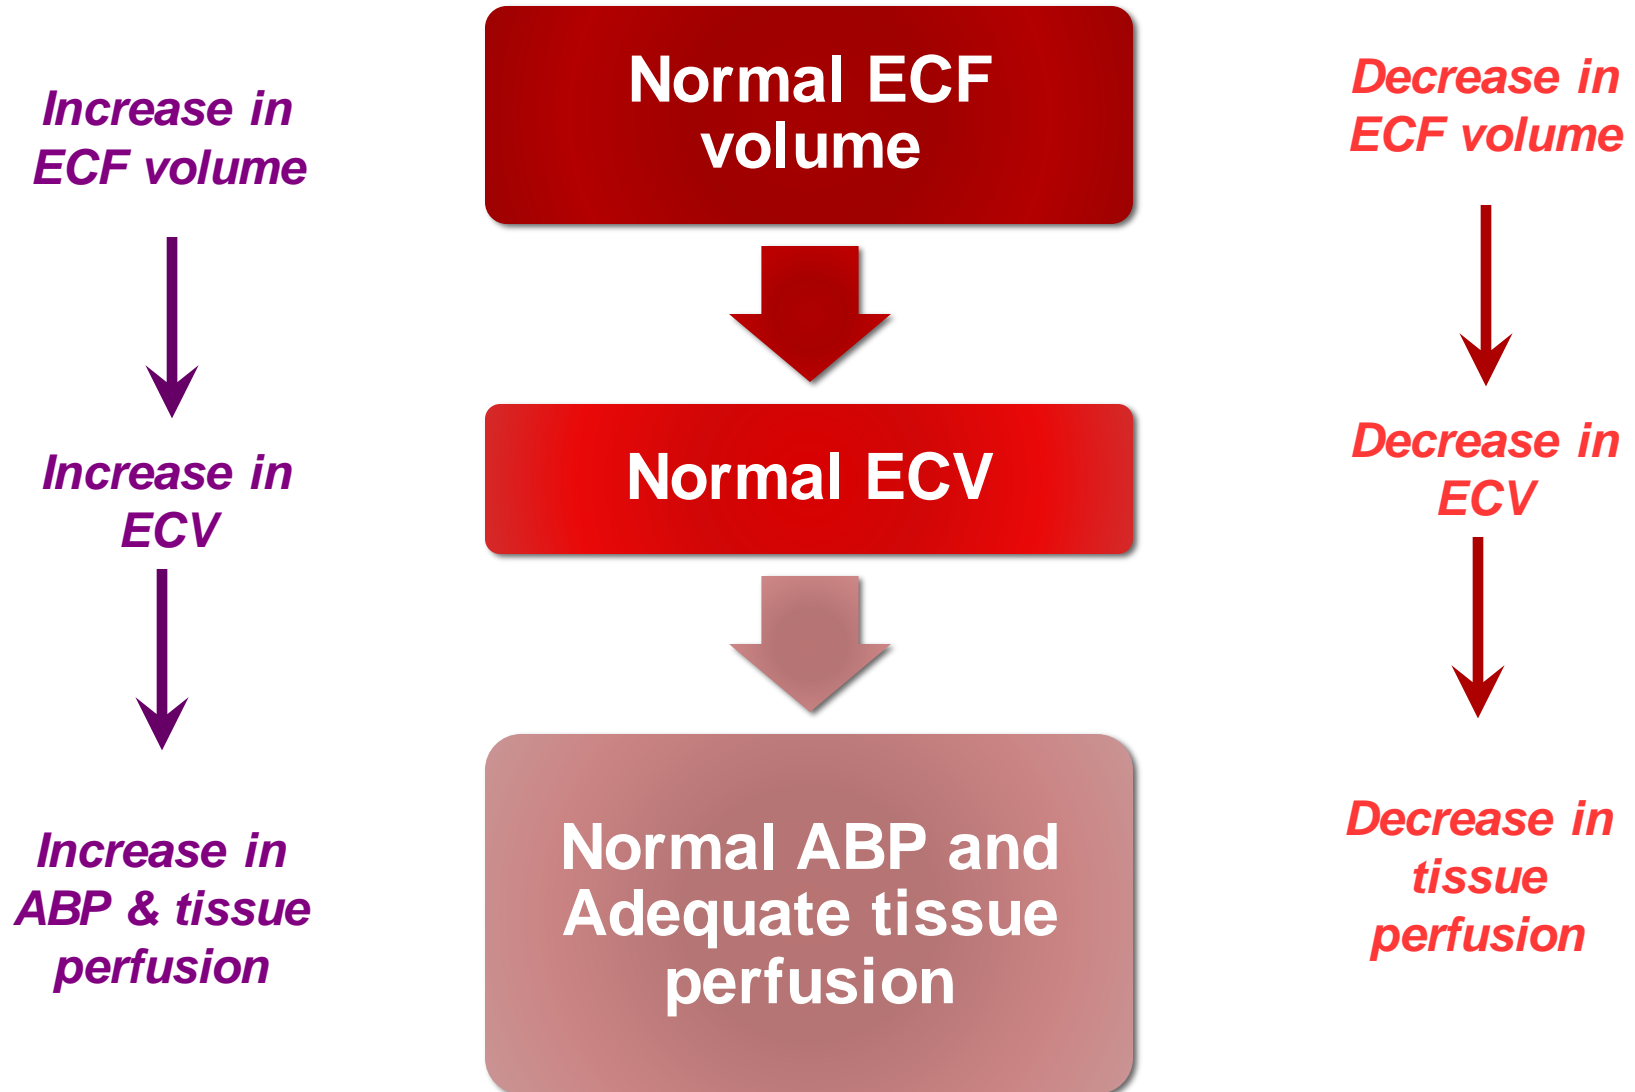 Increase in
ECF volume
Increase in
ECV
Increase in
ABP & tissue
perfusion
Normal ECF
volume
Normal ECV
Normal ABP and
Adequate tissue
perfusion
Decrease in
ECF volume
Decrease in
ECV
Decrease in
tissue
perfusion